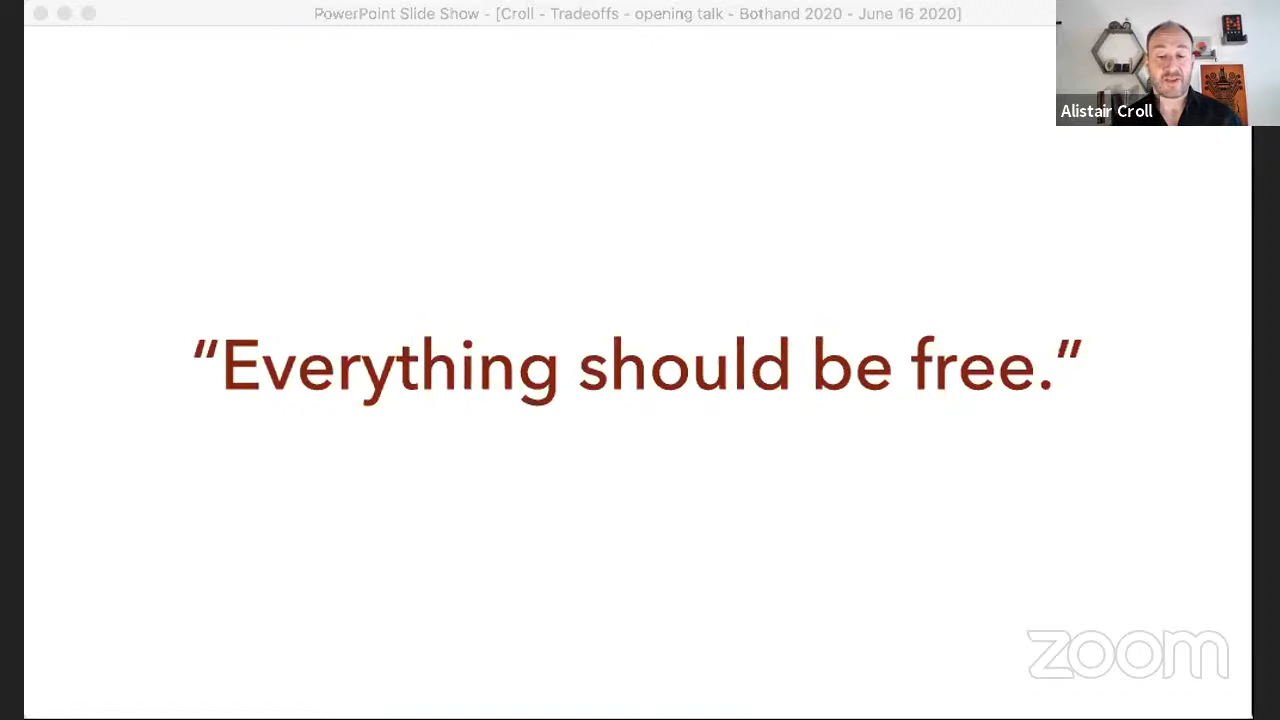 PowerPoint Slide Show - [Croll - Tradeoffs - opening talk - Bothand 2020 - June 16 2020]
Alistair Croll
“Everything should be free.”
zoom